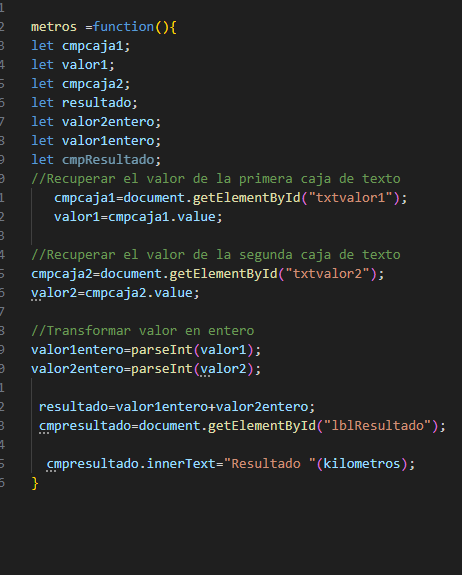 1
2 metros =function(){
3 let cmpcaja1;
4 let valor1;
5 let cmpcaja2;
6 let resultado;
7 let valor2entero;
8 let valor1entero;
9 let cmpResultado;
0 //Recuperar el valor de la primera caja de texto
1 cmpcaja1=document.getElementById("txtvalor1");
2 valor1=cmpcaja1.value;
3
4 //Recuperar el valor de la segunda caja de texto
5 cmpcaja2=document.getElementById("txtvalor2");
6 valor2=cmpcaja2.value;
7
8 //Transformar valor en entero
9 valor1entero=parseInt(valor1);
0 valor2entero=parseInt(valor2);
1
2 resultado=valor1entero+valor2entero;
3 cmpresultado=document.getElementById("lblResultado");
4
5 cmpresultado.innerText="Resultado "(kilometros);
6 }